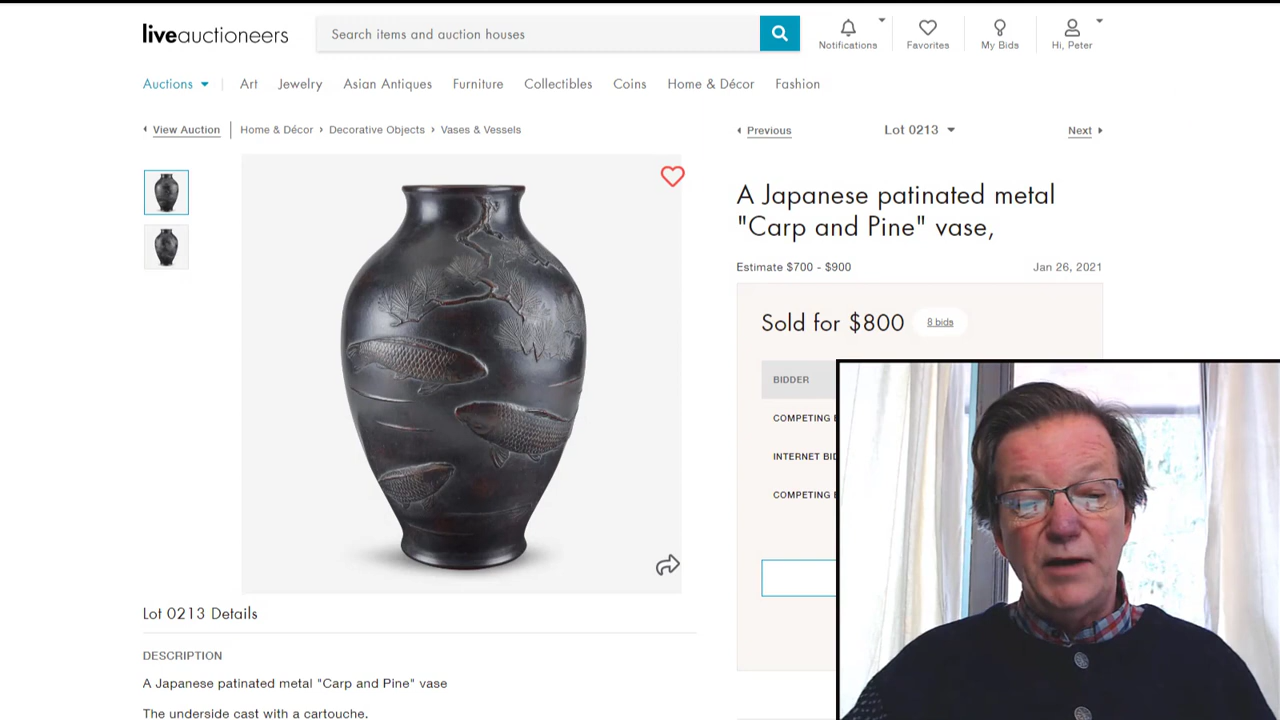 liveauctioneers
Search items and auction houses
Notifications
Favorites
My Bids
Hi, Peter
Auctions
Art
Jewelry
Asian Antiques
Furniture
Collectibles
Coins
Home & Décor
Fashion
View Auction
Home & Décor › Decorative Objects › Vases & Vessels
Previous
Lot 0213
Next
A Japanese patinated metal
"Carp and Pine" vase,
Estimate $700 - $900
Jan 26, 2021
Sold for $800
8 bids
BIDDER
COMPETING
INTERNET
COMPETING
Lot 0213 Details
DESCRIPTION
A Japanese patinated metal "Carp and Pine" vase
The underside cast with a cartouche.